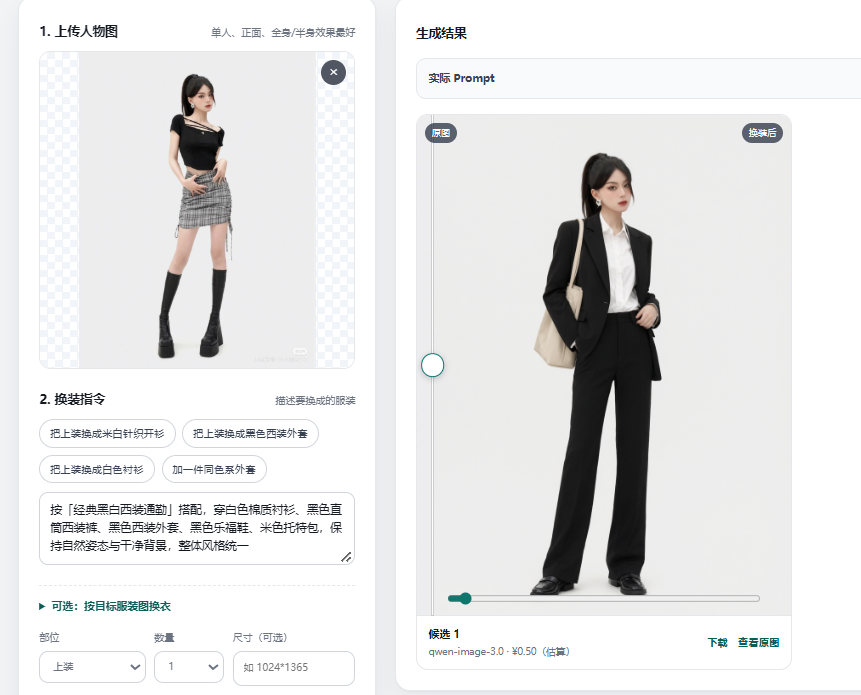 1. 上传人物图
单人、正面、全身/半身效果最好
2. 换装指令
描述要换成的服装
把上装换成米白针织开衫
把上装换成黑色西装外套
把上装换成白色衬衫
加一件同色系外套
按「经典黑白西装通勤」搭配，穿白色棉质衬衫、黑色直
筒西装裤、黑色西装外套、黑色乐福鞋、米色托特包，保
持自然姿态与干净背景，整体风格统一
▶ 可选：按目标服装图换衣
部位
数量
尺寸（可选）
上装
1
如 1024*1365
生成结果
实际 Prompt
原图
换装后
候选 1
qwen-image-3.0 · ¥0.50（估算）
下载
查看原图